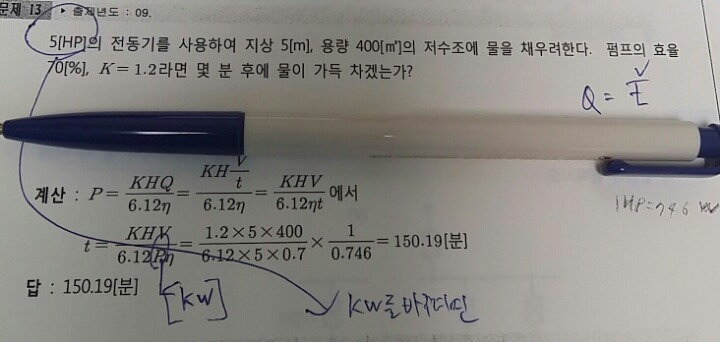 문제 13 ▸ 출제년도 : 09.
5[HP]의 전동기를 사용하여 지상 5[m], 용량 400[㎥]의 저수조에 물을 채우려한다. 펌프의 효율
70[%], K=1.2라면 몇 분 후에 물이 가득 차겠는가?
Q = V/t
계산 : P = KHQ/6.12η = KH V/t / 6.12η = KHV/6.12ηt 에서
1HP=746 W
t = KHV/6.12Pη = 1.2×5×400/6.12×5×0.7 × 1/0.746 = 150.19[분]
답 : 150.19[분]
[KW]
KW를 바꾸려면